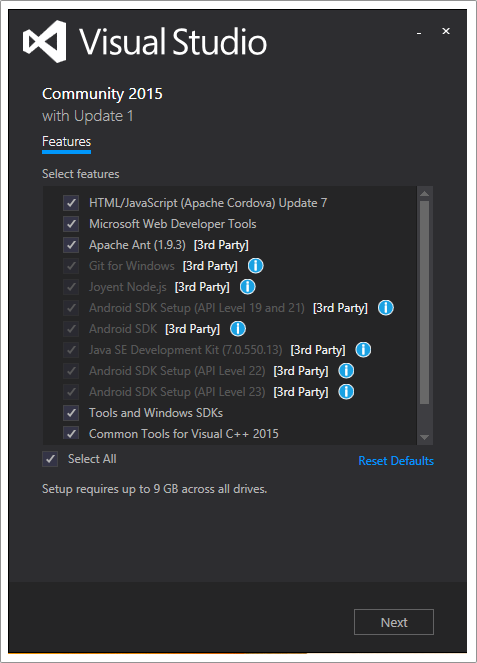 Visual Studio
Community 2015
with Update 1
Features
Select features
HTML/JavaScript (Apache Cordova) Update 7
Microsoft Web Developer Tools
Apache Ant (1.9.3) [3rd Party]
Git for Windows [3rd Party]
Joyent Node.js [3rd Party]
Android SDK Setup (API Level 19 and 21) [3rd Party]
Android SDK [3rd Party]
Java SE Development Kit (7.0.550.13) [3rd Party]
Android SDK Setup (API Level 22) [3rd Party]
Android SDK Setup (API Level 23) [3rd Party]
Tools and Windows SDKs
Common Tools for Visual C++ 2015
Select All Reset Defaults
Setup requires up to 9 GB across all drives.
Next